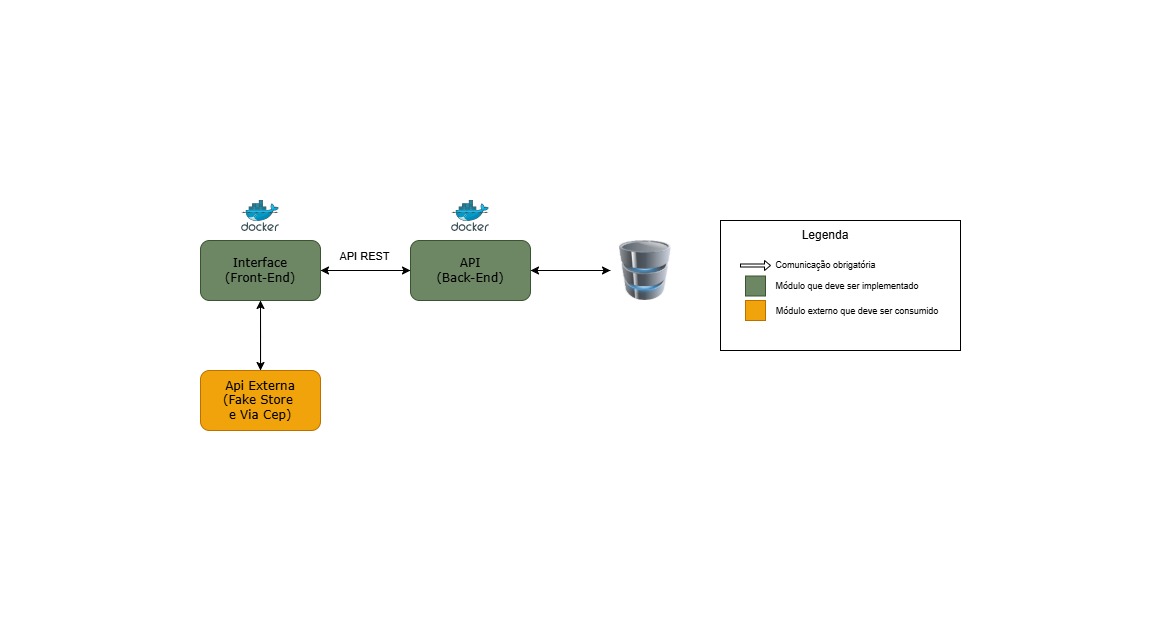 docker
docker
Interface
(Front-End)
API REST
API
(Back-End)
Api Externa
(Fake Store
e Via Cep)
Legenda
Comunicação obrigatória
Módulo que deve ser implementado
Módulo externo que deve ser consumido